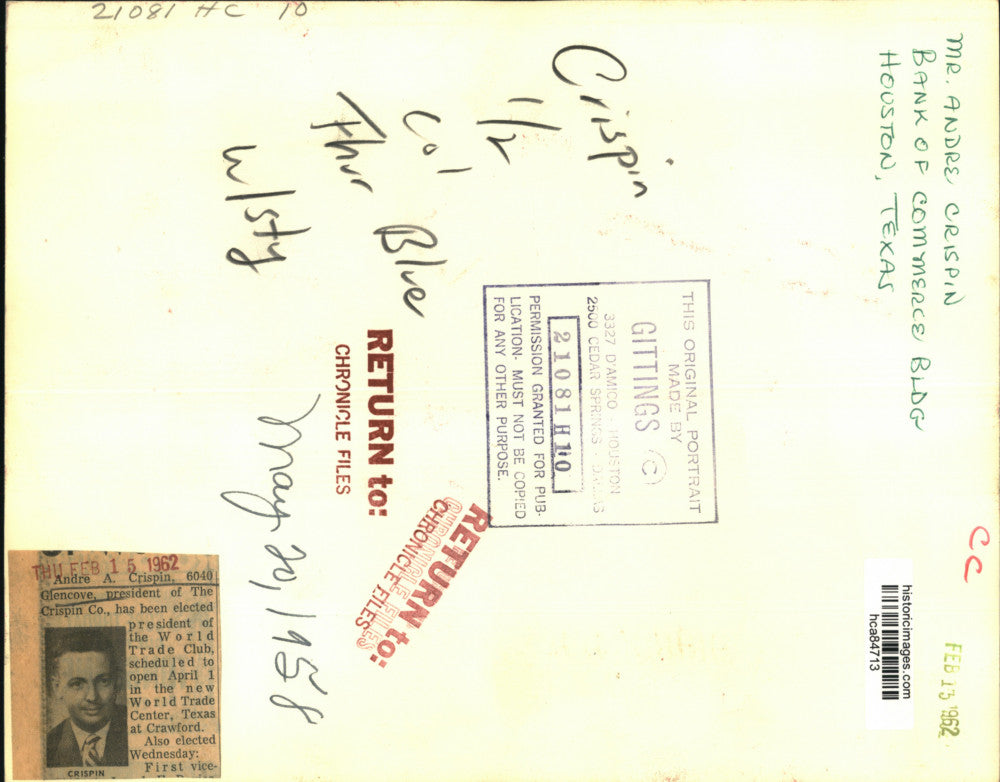 21081 HC 10
MR. ANDRE CRISPIN
BANK OF COMMERCE BLDG
HOUSTON, TEXAS
Crispin
1/2
Col Blue
Thur
w/sty
THIS ORIGINAL PORTRAIT
MADE BY
GITTINGS (C)
3327 D'AMICO · HOUSTON
2500 CEDAR SPRINGS · DALLAS
21081H10
PERMISSION GRANTED FOR PUB-
LICATION- MUST NOT BE COPIED
FOR ANY OTHER PURPOSE.
RETURN to:
CHRONICLE FILES
RETURN to:
CHRONICLE FILES
CHRONICLE FILES
May 20, 1958
CC
FEB 13 1962
historicimages.com
hca84713
THU FEB 15 1962
Andre A. Crispin, 6040
Glencove, president of The
Crispin Co., has been elected
president of
the World
Trade Club,
scheduled to
open April 1
in the new
World Trade
Center, Texas
at Crawford.
Also elected
Wednesday:
First vice-
CRISPIN